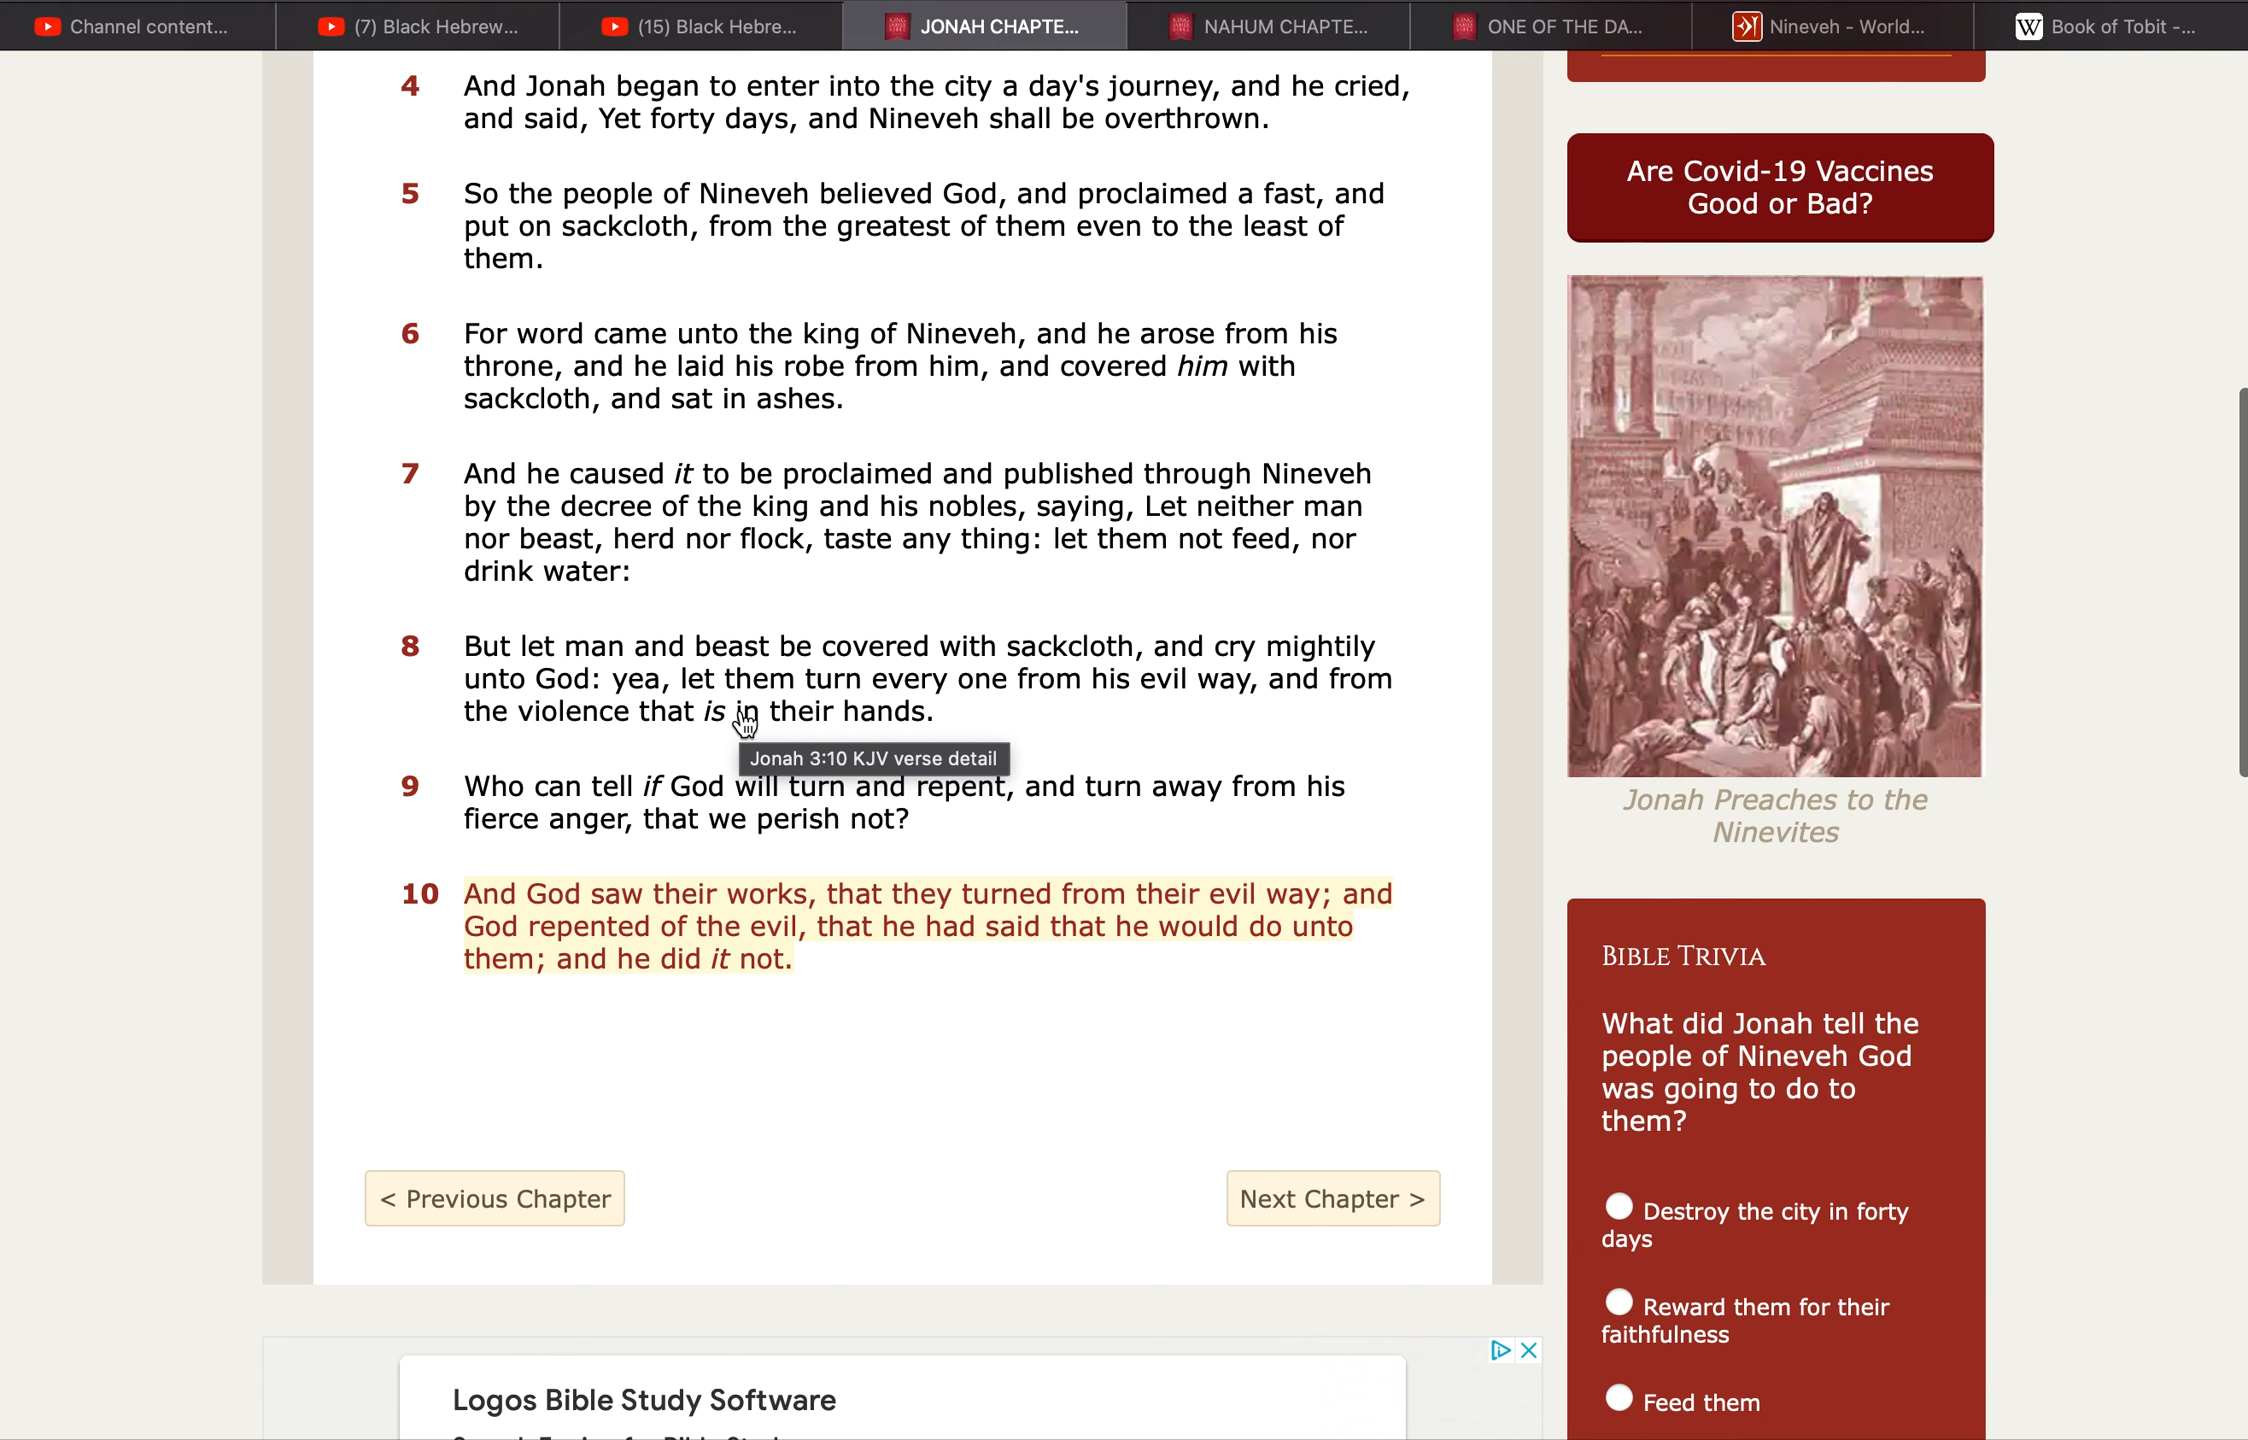 Channel content...
(7) Black Hebrew...
(15) Black Hebre...
JONAH CHAPTE...
NAHUM CHAPTE...
ONE OF THE DA...
Nineveh - World...
W Book of Tobit -...
4 And Jonah began to enter into the city a day's journey, and he cried,
and said, Yet forty days, and Nineveh shall be overthrown.
5 So the people of Nineveh believed God, and proclaimed a fast, and
put on sackcloth, from the greatest of them even to the least of
them.
6 For word came unto the king of Nineveh, and he arose from his
throne, and he laid his robe from him, and covered him with
sackcloth, and sat in ashes.
7 And he caused it to be proclaimed and published through Nineveh
by the decree of the king and his nobles, saying, Let neither man
nor beast, herd nor flock, taste any thing: let them not feed, nor
drink water:
8 But let man and beast be covered with sackcloth, and cry mightily
unto God: yea, let them turn every one from his evil way, and from
the violence that is in their hands.
Jonah 3:10 KJV verse detail
9 Who can tell if God will turn and repent, and turn away from his
fierce anger, that we perish not?
10 And God saw their works, that they turned from their evil way; and
God repented of the evil, that he had said that he would do unto
them; and he did it not.
< Previous Chapter
Next Chapter >
Logos Bible Study Software
Are Covid-19 Vaccines
Good or Bad?
Jonah Preaches to the
Ninevites
BIBLE TRIVIA
What did Jonah tell the
people of Nineveh God
was going to do to
them?
Destroy the city in forty
days
Reward them for their
faithfulness
Feed them